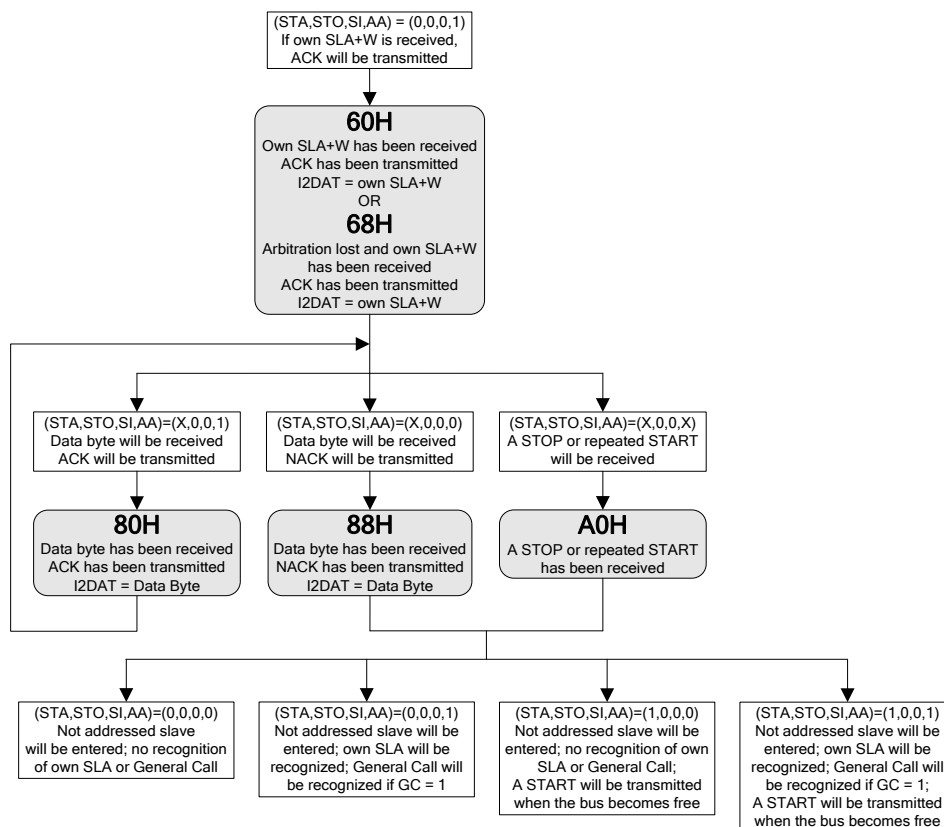 (STA,STO,SI,AA) = (0,0,0,1)
If own SLA+W is received,
ACK will be transmitted
60H
Own SLA+W has been received
ACK has been transmitted
I2DAT = own SLA+W
OR
68H
Arbitration lost and own SLA+W
has been received
ACK has been transmitted
I2DAT = own SLA+W
(STA,STO,SI,AA)=(X,0,0,1)
Data byte will be received
ACK will be transmitted
(STA,STO,SI,AA)=(X,0,0,0)
Data byte will be received
NACK will be transmitted
(STA,STO,SI,AA)=(X,0,0,X)
A STOP or repeated START
will be received
80H
Data byte has been received
ACK has been transmitted
I2DAT = Data Byte
88H
Data byte has been received
NACK has been transmitted
I2DAT = Data Byte
A0H
A STOP or repeated START
has been received
(STA,STO,SI,AA)=(0,0,0,0)
Not addressed slave
will be entered; no recognition
of own SLA or General Call
(STA,STO,SI,AA)=(0,0,0,1)
Not addressed slave will be
entered; own SLA will be
recognized; General Call will
be recognized if GC = 1
(STA,STO,SI,AA)=(1,0,0,0)
Not addressed slave will be
entered; no recognition of own
SLA or General Call;
A START will be transmitted
when the bus becomes free
(STA,STO,SI,AA)=(1,0,0,1)
Not addressed slave will be
entered; own SLA will be
recognized; General Call will
be recognized if GC = 1;
A START will be transmitted
when the bus becomes free